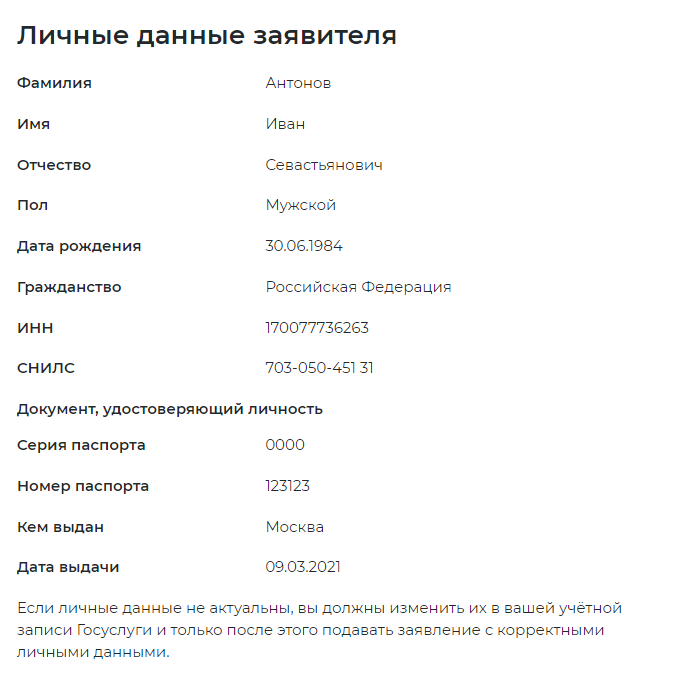 Личные данные заявителя
Фамилия Антонов
Имя Иван
Отчество Севастьянович
Пол Мужской
Дата рождения 30.06.1984
Гражданство Российская Федерация
ИНН 170077736263
СНИЛС 703-050-451 31
Документ, удостоверяющий личность
Серия паспорта 0000
Номер паспорта 123123
Кем выдан Москва
Дата выдачи 09.03.2021
Если личные данные не актуальны, вы должны изменить их в вашей учётной
записи Госуслуги и только после этого подавать заявление с корректными
личными данными.